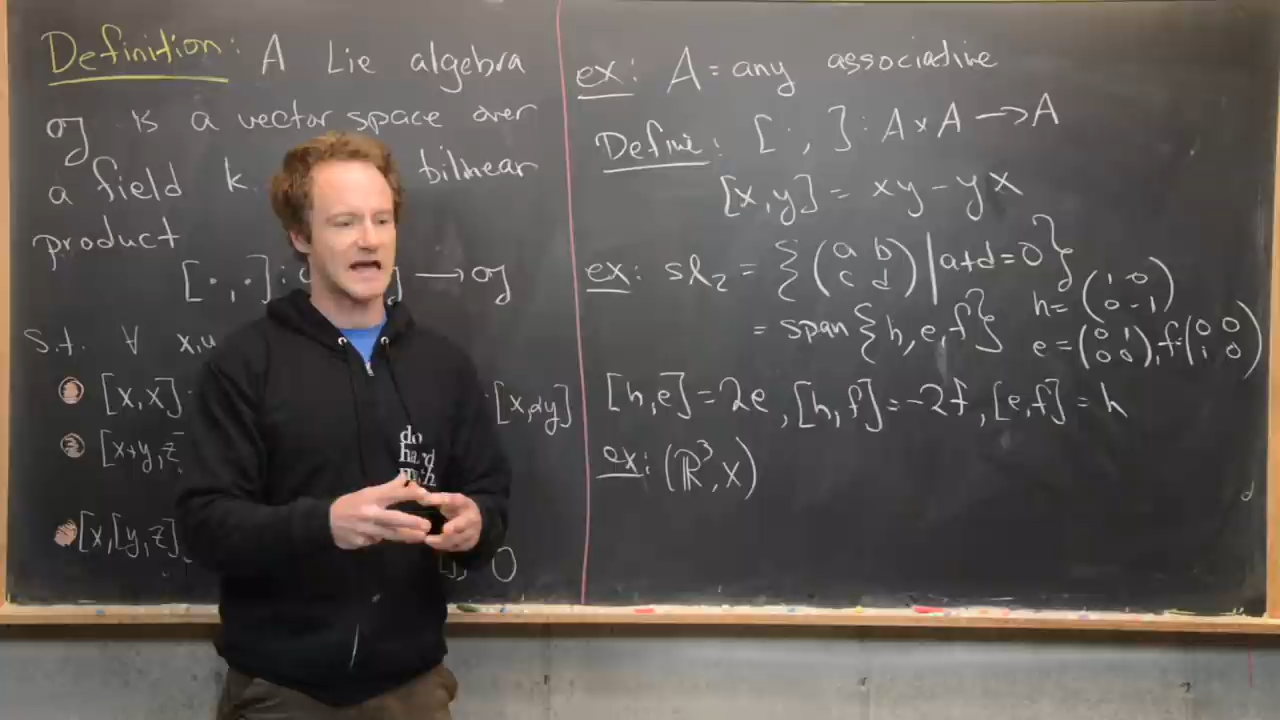 Definition: A Lie algebra
𝔤 is a vector space over
a field k. bilinear
product
[·,·]: → 𝔤
s.t. ∀ x,y
[x,x] [x,αy]
[x+y,z
[x,[y,z] 0
ex: A = any associative
Define: [·,·]: A × A → A
[x,y] = xy - yx
ex: sl₂ = {(a b c d) | a+d=0}
= span {h,e,f} h = (1 0 0 -1)
e = (0 1 0 0), f = (0 0 1 0)
[h,e] = 2e, [h,f] = -2f, [e,f] = h
ex: (ℝ³, ×)
do
hard
math